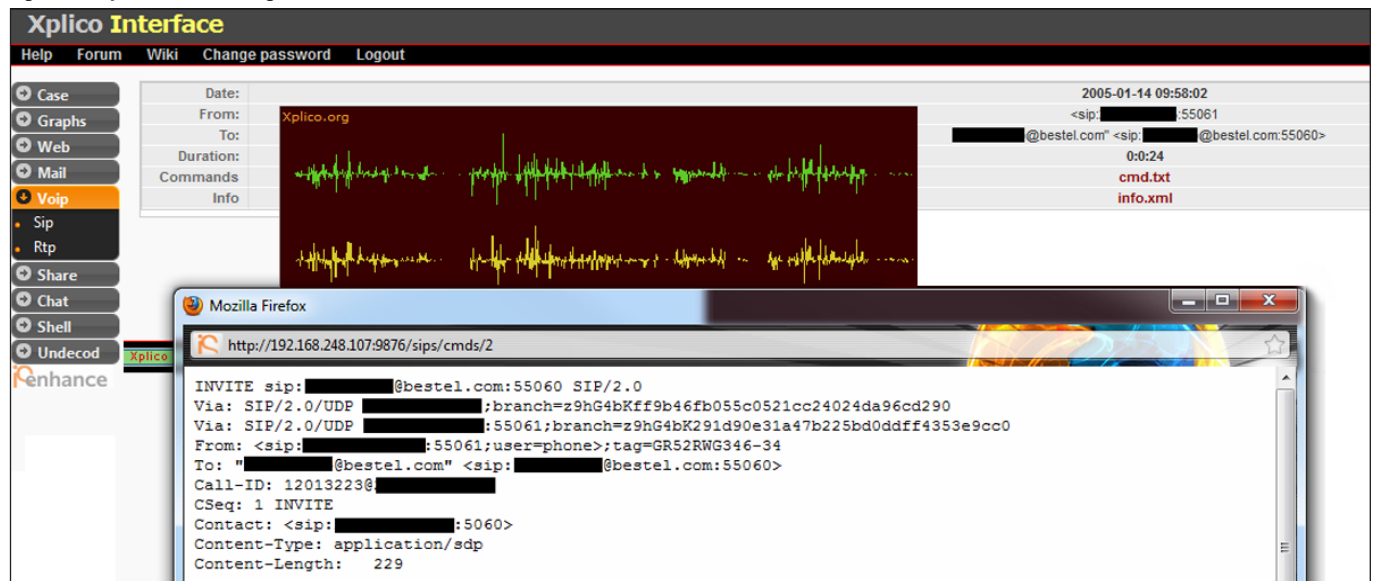 Xplico Interface
Help Forum Wiki Change password Logout
Case
Graphs
Web
Mail
Voip
Sip
Rtp
Share
Chat
Shell
Undecod
enhance
Date: 2005-01-14 09:58:02
From: <sip: :55061
To: @bestel.com" <sip: @bestel.com:55060>
Duration: 0:0:24
Commands cmd.txt
Info info.xml
Xplico.org
Xplico
Mozilla Firefox
http://192.168.248.107:9876/sips/cmds/2
INVITE sip: @bestel.com:55060 SIP/2.0
Via: SIP/2.0/UDP ;branch=z9hG4bKff9b46fb055c0521cc24024da96cd290
Via: SIP/2.0/UDP :55061;branch=z9hG4bK291d90e31a47b225bd0ddff4353e9cc0
From: <sip: :55061;user=phone>;tag=GR52RWG346-34
To: " @bestel.com" <sip: @bestel.com:55060>
Call-ID: 12013223@
CSeq: 1 INVITE
Contact: <sip: :5060>
Content-Type: application/sdp
Content-Length: 229